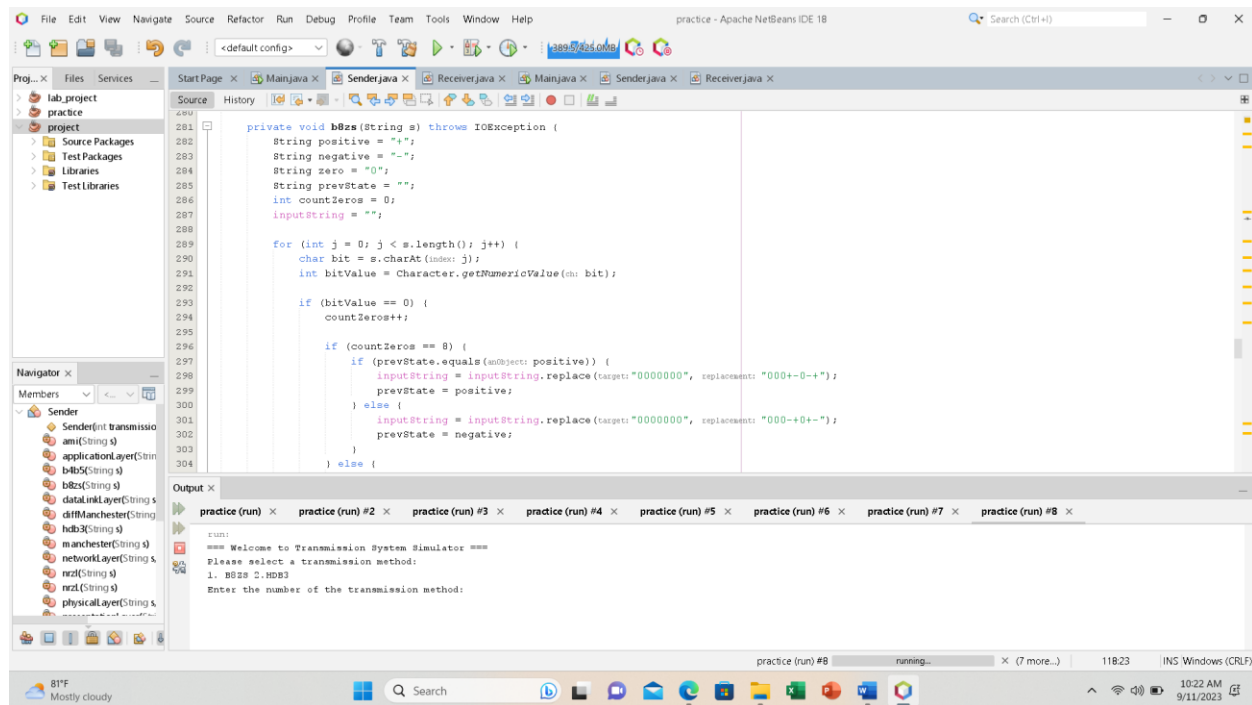 File Edit View Navigate Source Refactor Run Debug Profile Team Tools Window Help practice - Apache NetBeans IDE 18 Search (Ctrl+I)
<default config> 389.5/425.0MB
Proj...× Files Services Start Page × Main.java × Sender.java × Receiver.java × Main.java × Sender.java × Receiver.java ×
Source History
lab_project
practice
project
Source Packages
Test Packages
Libraries
Test Libraries
280
281 private void b8zs(String s) throws IOException {
282 String positive = "+";
283 String negative = "-";
284 String zero = "0";
285 String prevState = "";
286 int countZeros = 0;
287 inputString = "";
288
289 for (int j = 0; j < s.length(); j++) {
290 char bit = s.charAt(index: j);
291 int bitValue = Character.getNumericValue(ch: bit);
292
293 if (bitValue == 0) {
294 countZeros++;
295
296 if (countZeros == 8) {
297 if (prevState.equals(anObject: positive)) {
298 inputString = inputString.replace(target: "0000000", replacement: "000+-0-+");
299 prevState = positive;
300 } else {
301 inputString = inputString.replace(target: "0000000", replacement: "000-+0+-");
302 prevState = negative;
303 }
304 } else {
Navigator ×
Members
Sender
Sender(int transmissio
ami(String s)
applicationLayer(Strin
b4b5(String s)
b8zs(String s)
dataLinkLayer(String s
diffManchester(String
hdb3(String s)
manchester(String s)
networkLayer(String s,
nrzI(String s)
nrzL(String s)
physicalLayer(String s,
Output ×
practice (run) × practice (run) #2 × practice (run) #3 × practice (run) #4 × practice (run) #5 × practice (run) #6 × practice (run) #7 × practice (run) #8 ×
run:
=== Welcome to Transmission System Simulator ===
Please select a transmission method:
1. B8ZS 2.HDB3
Enter the number of the transmission method:
practice (run) #8 running... × (7 more...) 118:23 INS Windows (CRLF)
81°F
Mostly cloudy
Search
10:22 AM
9/11/2023